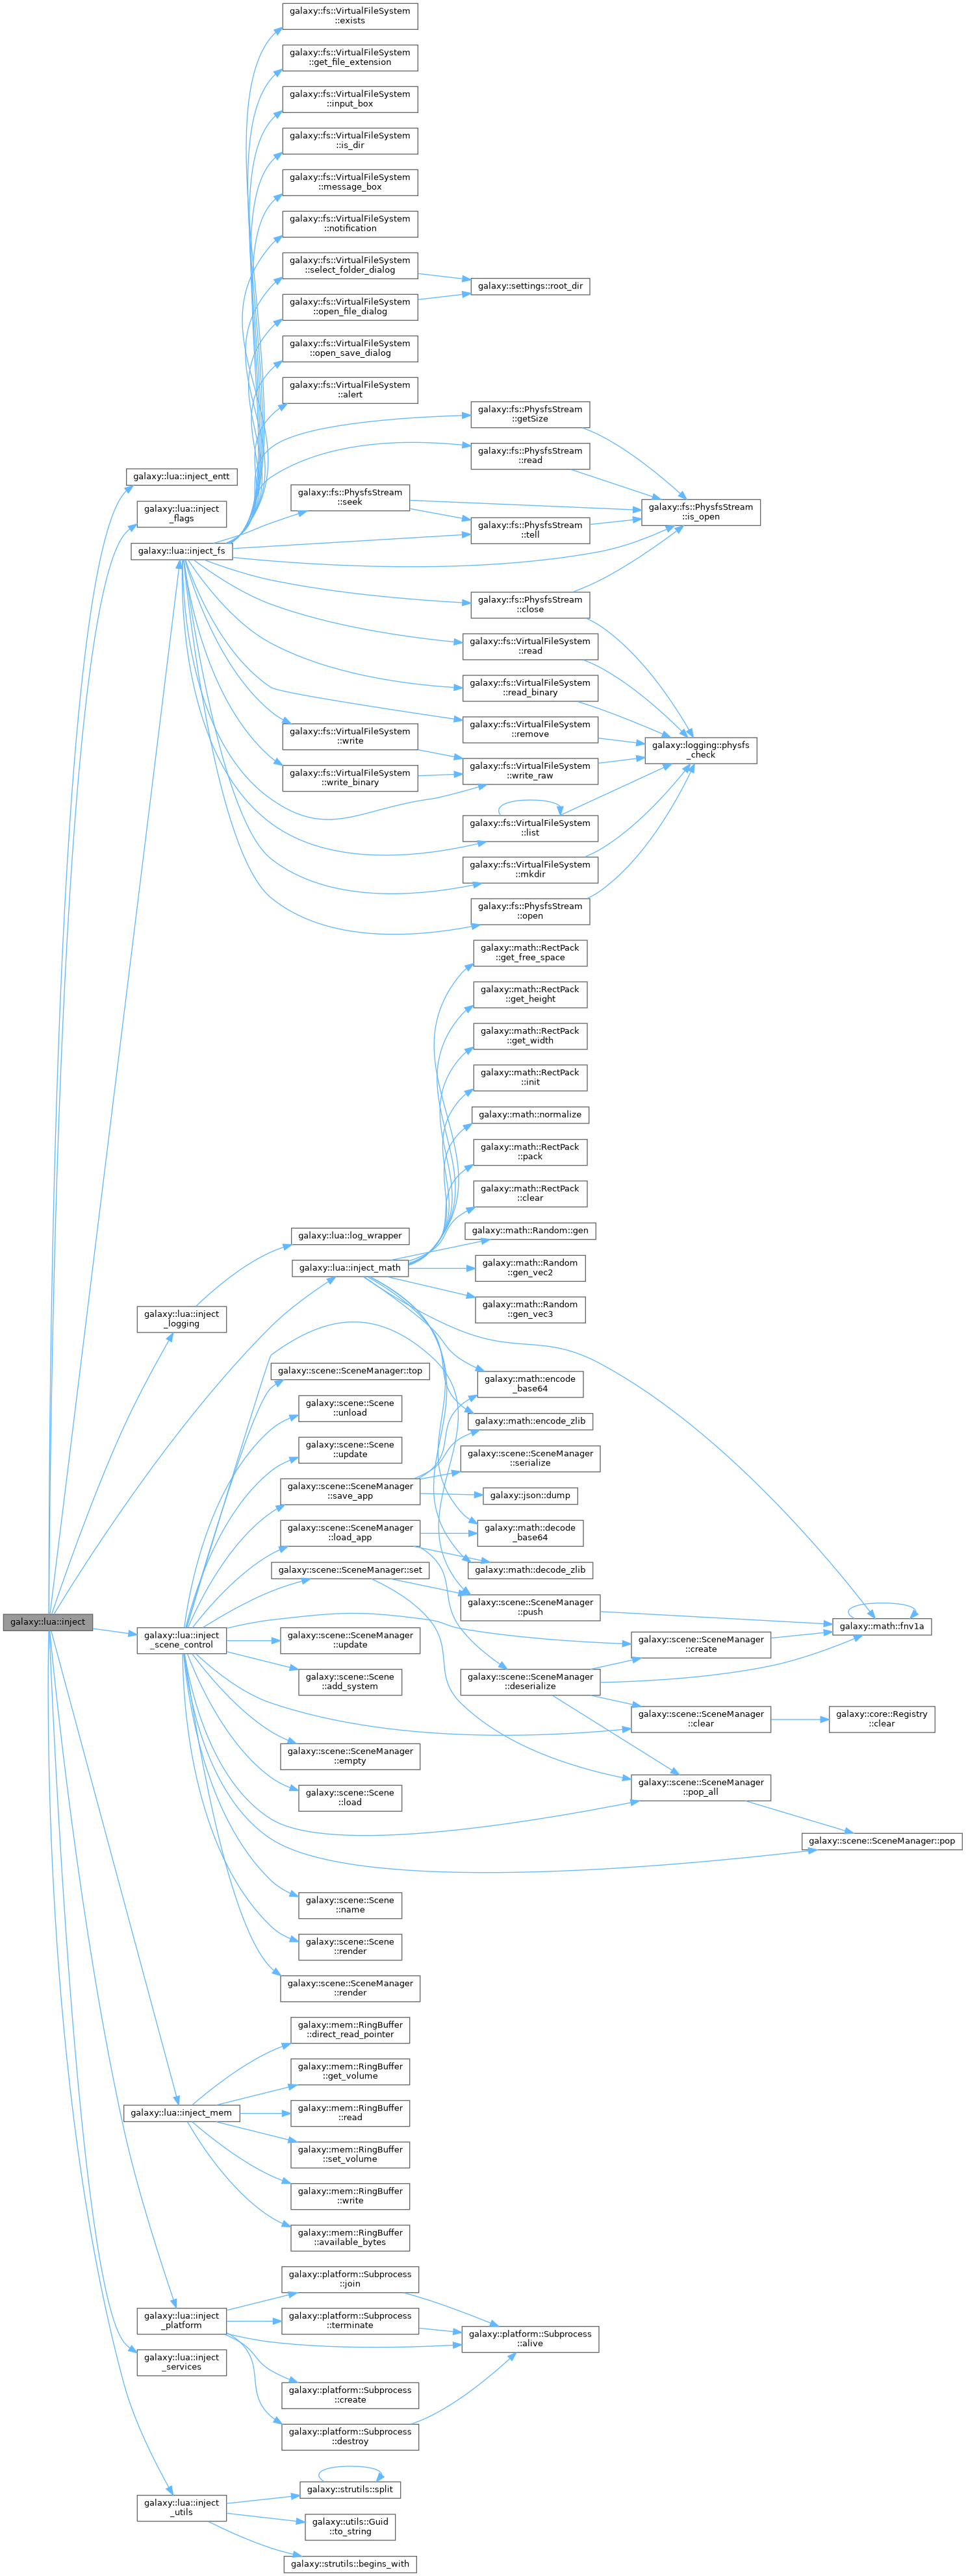 galaxy::fs::VirtualFileSystem
::exists
galaxy::fs::VirtualFileSystem
::get_file_extension
galaxy::fs::VirtualFileSystem
::input_box
galaxy::fs::VirtualFileSystem
::is_dir
galaxy::fs::VirtualFileSystem
::message_box
galaxy::fs::VirtualFileSystem
::notification
galaxy::fs::VirtualFileSystem
::select_folder_dialog
galaxy::settings::root_dir
galaxy::fs::VirtualFileSystem
::open_file_dialog
galaxy::fs::VirtualFileSystem
::open_save_dialog
galaxy::fs::VirtualFileSystem
::alert
galaxy::fs::PhysfsStream
::getSize
galaxy::fs::PhysfsStream
::read
galaxy::lua::inject_entt
galaxy::fs::PhysfsStream
::seek
galaxy::lua::inject
_flags
galaxy::fs::PhysfsStream
::is_open
galaxy::fs::PhysfsStream
::tell
galaxy::lua::inject_fs
galaxy::fs::PhysfsStream
::close
galaxy::fs::VirtualFileSystem
::read
galaxy::fs::VirtualFileSystem
::read_binary
galaxy::fs::VirtualFileSystem
::remove
galaxy::fs::VirtualFileSystem
::write
galaxy::logging::physfs
_check
galaxy::fs::VirtualFileSystem
::write_raw
galaxy::fs::VirtualFileSystem
::write_binary
galaxy::fs::VirtualFileSystem
::list
galaxy::fs::VirtualFileSystem
::mkdir
galaxy::fs::PhysfsStream
::open
galaxy::math::RectPack
::get_free_space
galaxy::math::RectPack
::get_height
galaxy::math::RectPack
::get_width
galaxy::math::RectPack
::init
galaxy::math::normalize
galaxy::math::RectPack
::pack
galaxy::math::RectPack
::clear
galaxy::math::Random::gen
galaxy::lua::log_wrapper
galaxy::lua::inject_math
galaxy::math::Random
::gen_vec2
galaxy::math::Random
::gen_vec3
galaxy::lua::inject
_logging
galaxy::scene::SceneManager::top
galaxy::math::encode
_base64
galaxy::scene::Scene
::unload
galaxy::math::encode_zlib
galaxy::scene::Scene
::update
galaxy::scene::SceneManager
::serialize
galaxy::scene::SceneManager
::save_app
galaxy::json::dump
galaxy::scene::SceneManager
::load_app
galaxy::math::decode
_base64
galaxy::scene::SceneManager::set
galaxy::math::decode_zlib
galaxy::scene::SceneManager
::push
galaxy::lua::inject
galaxy::math::fnv1a
galaxy::lua::inject
_scene_control
galaxy::scene::SceneManager
::update
galaxy::scene::SceneManager
::create
galaxy::scene::Scene
::add_system
galaxy::scene::SceneManager
::deserialize
galaxy::scene::SceneManager
::clear
galaxy::core::Registry
::clear
galaxy::scene::SceneManager
::empty
galaxy::scene::Scene
::load
galaxy::scene::SceneManager
::pop_all
galaxy::scene::SceneManager::pop
galaxy::scene::Scene
::name
galaxy::scene::Scene
::render
galaxy::scene::SceneManager
::render
galaxy::mem::RingBuffer
::direct_read_pointer
galaxy::mem::RingBuffer
::get_volume
galaxy::lua::inject_mem
galaxy::mem::RingBuffer
::read
galaxy::mem::RingBuffer
::set_volume
galaxy::mem::RingBuffer
::write
galaxy::mem::RingBuffer
::available_bytes
galaxy::platform::Subprocess
::join
galaxy::lua::inject
_platform
galaxy::platform::Subprocess
::terminate
galaxy::platform::Subprocess
::alive
galaxy::lua::inject
_services
galaxy::platform::Subprocess
::create
galaxy::platform::Subprocess
::destroy
galaxy::strutils::split
galaxy::lua::inject
_utils
galaxy::utils::Guid
::to_string
galaxy::strutils::begins_with